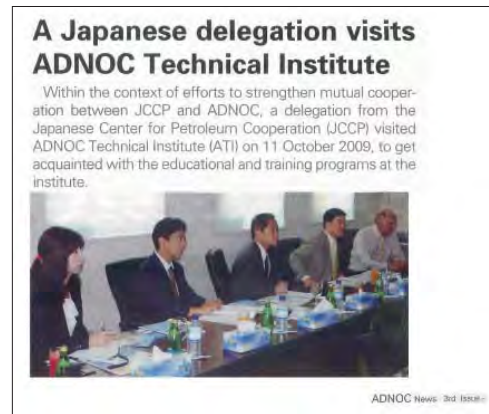 A Japanese delegation visits
ADNOC Technical Institute
Within the context of efforts to strengthen mutual cooper-
ation between JCCP and ADNOC, a delegation from the
Japanese Center for Petroleum Cooperation (JCCP) visited
ADNOC Technical Institute (ATI) on 11 October 2009, to get
acquainted with the educational and training programs at the
institute.
ADNOC News 3rd Issue